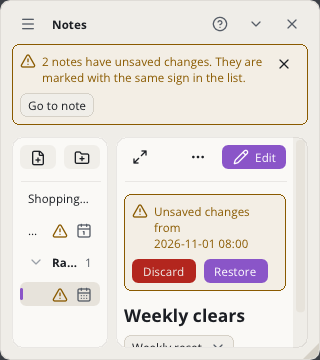 Notes
2 notes have unsaved changes. They are
marked with the same sign in the list.
Go to note
Edit
Shopping...
...
Ra... 1
Unsaved changes
from
2026-11-01 08:00
Discard Restore
Weekly clears
Weekly reset